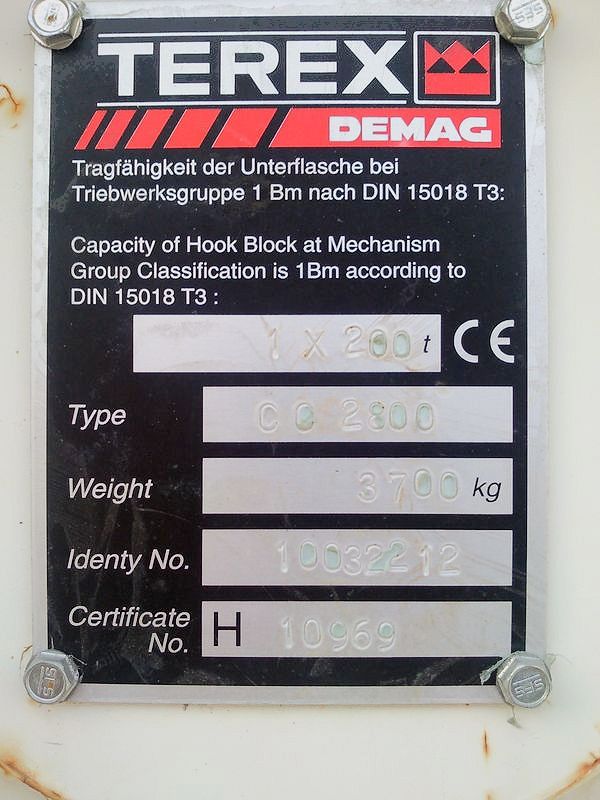 TEREX
DEMAG
Tragfähigkeit der Unterflasche bei
Triebwerksgruppe 1 Bm nach DIN 15018 T3:
Capacity of Hook Block at Mechanism
Group Classification is 1Bm according to
DIN 15018 T3 :
1 X 200 t CE
Type CC 2800
Weight 3700 kg
Identy No. 10032212
Certificate
No. H 10969